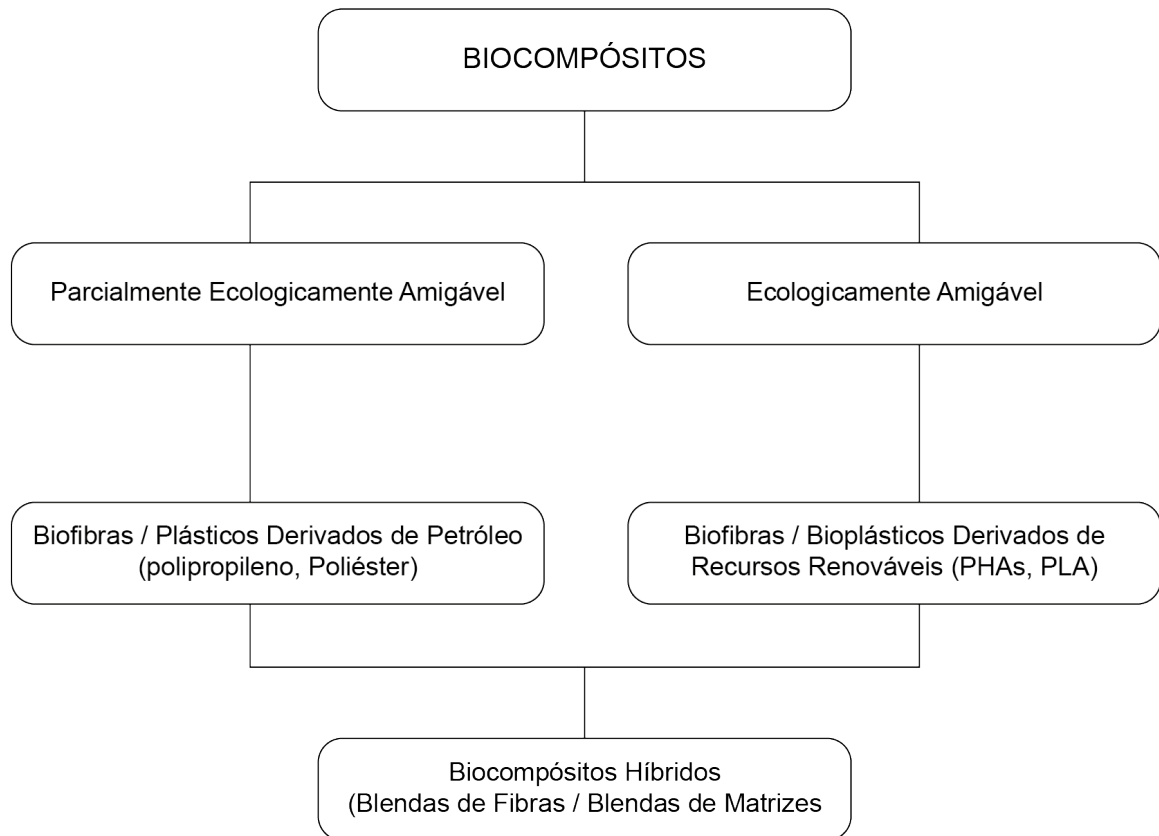 BIOCOMPÓSITOS
Parcialmente Ecologicamente Amigável
Ecologicamente Amigável
Biofibras / Plásticos Derivados de Petróleo
(polipropileno, Poliéster)
Biofibras / Bioplásticos Derivados de
Recursos Renováveis (PHAs, PLA)
Biocompósitos Híbridos
(Blendas de Fibras / Blendas de Matrizes